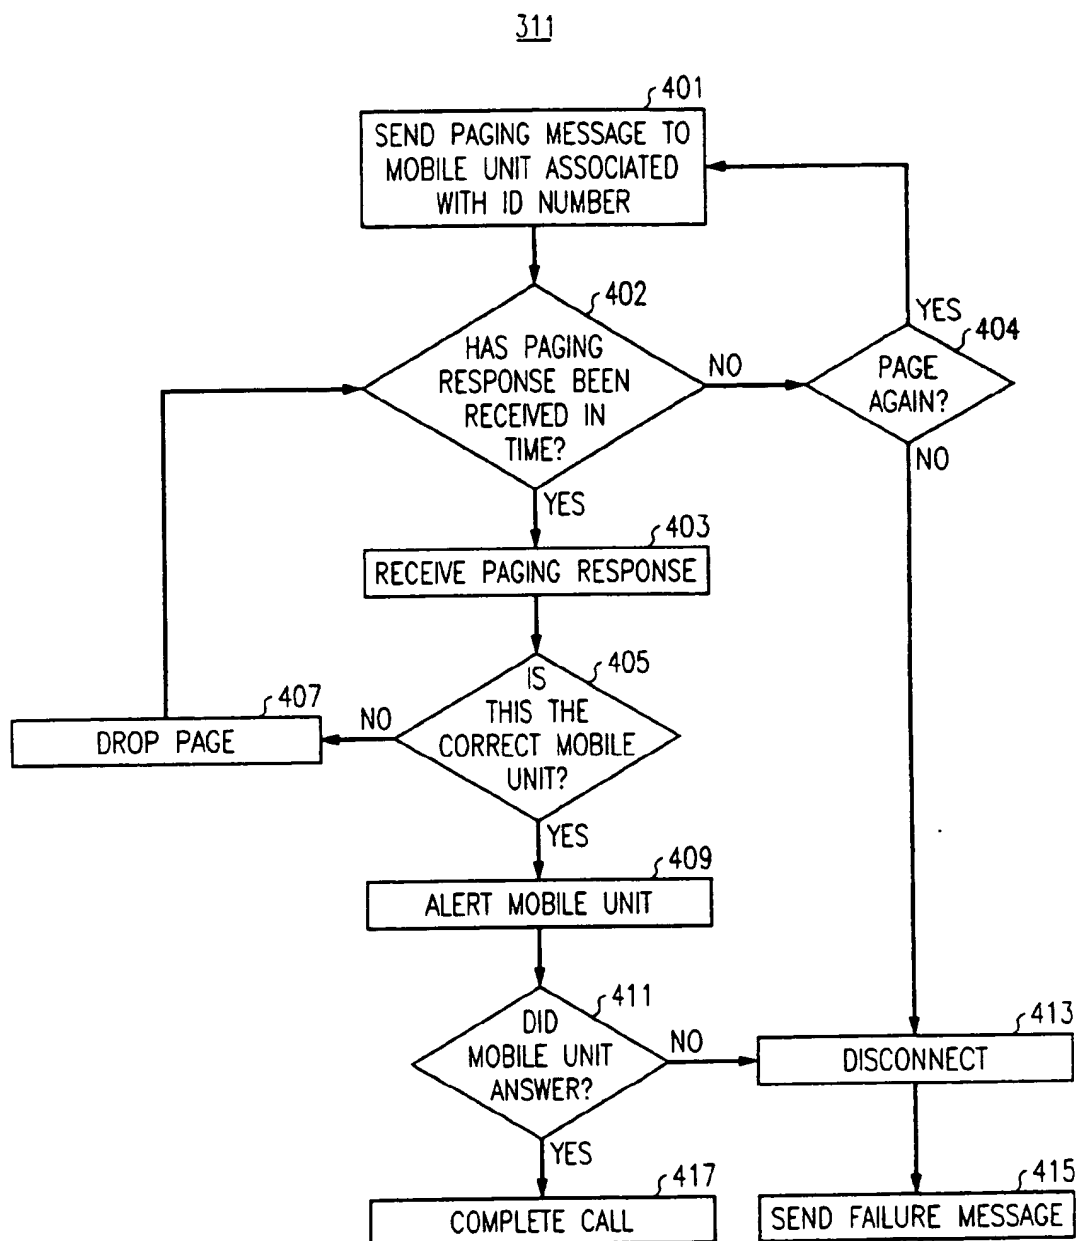 311
401
SEND PAGING MESSAGE TO
MOBILE UNIT ASSOCIATED
WITH ID NUMBER
402
HAS PAGING
RESPONSE BEEN
RECEIVED IN
TIME?
NO
YES
404
PAGE
AGAIN?
NO
YES
403
RECEIVE PAGING RESPONSE
405
IS
THIS THE
CORRECT MOBILE
UNIT?
NO
407
DROP PAGE
YES
409
ALERT MOBILE UNIT
411
DID
MOBILE UNIT
ANSWER?
NO
413
DISCONNECT
YES
417
COMPLETE CALL
415
SEND FAILURE MESSAGE